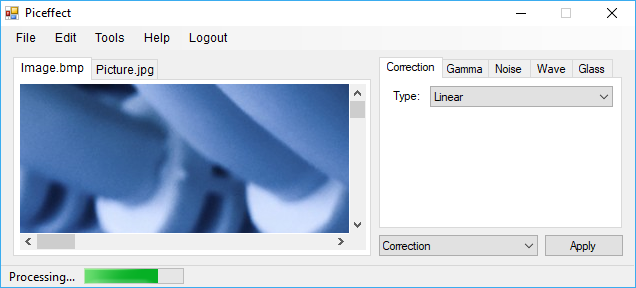 Piceffect
File Edit Tools Help Logout
Image.bmp Picture.jpg
Correction Gamma Noise Wave Glass
Type: Linear
Correction Apply
Processing...